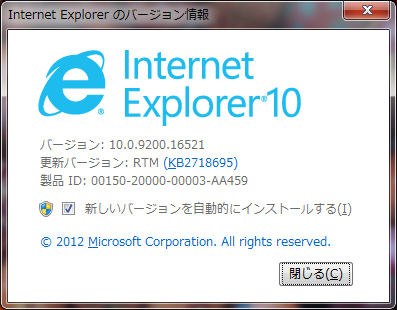 Internet Explorer のバージョン情報
Internet
Explorer®10
バージョン: 10.0.9200.16521
更新バージョン: RTM (KB2718695)
製品 ID: 00150-20000-00003-AA459
新しいバージョンを自動的にインストールする(I)
© 2012 Microsoft Corporation. All rights reserved.
閉じる(C)